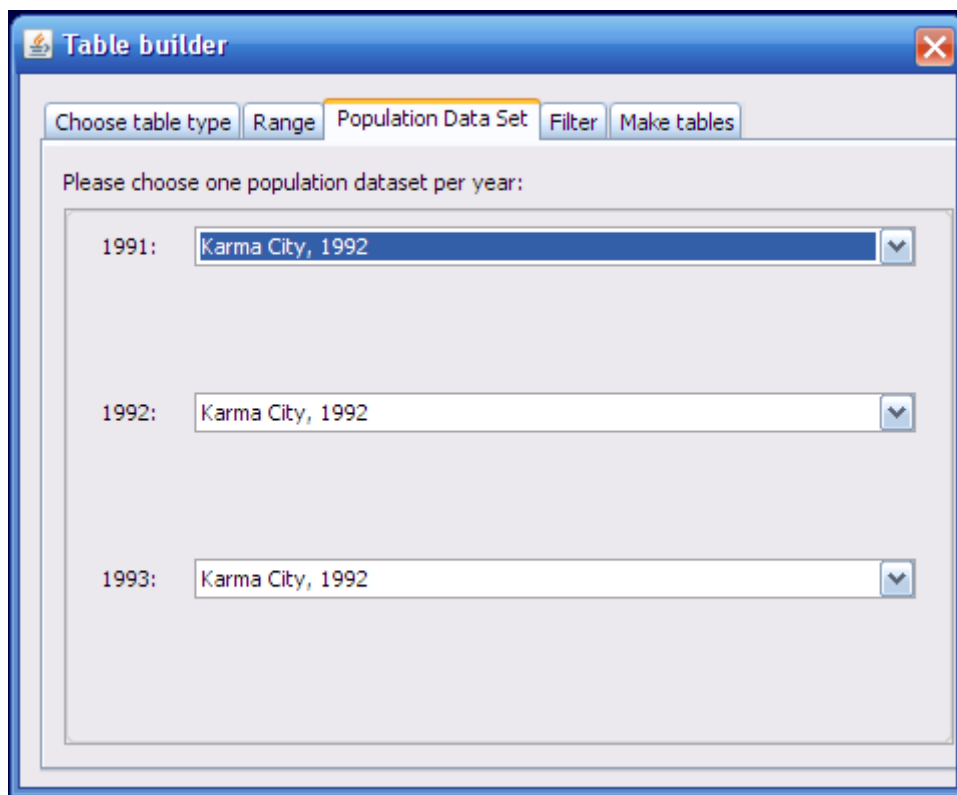 Table builder
Choose table type Range Population Data Set Filter Make tables
Please choose one population dataset per year:
1991: Karma City, 1992
1992: Karma City, 1992
1993: Karma City, 1992